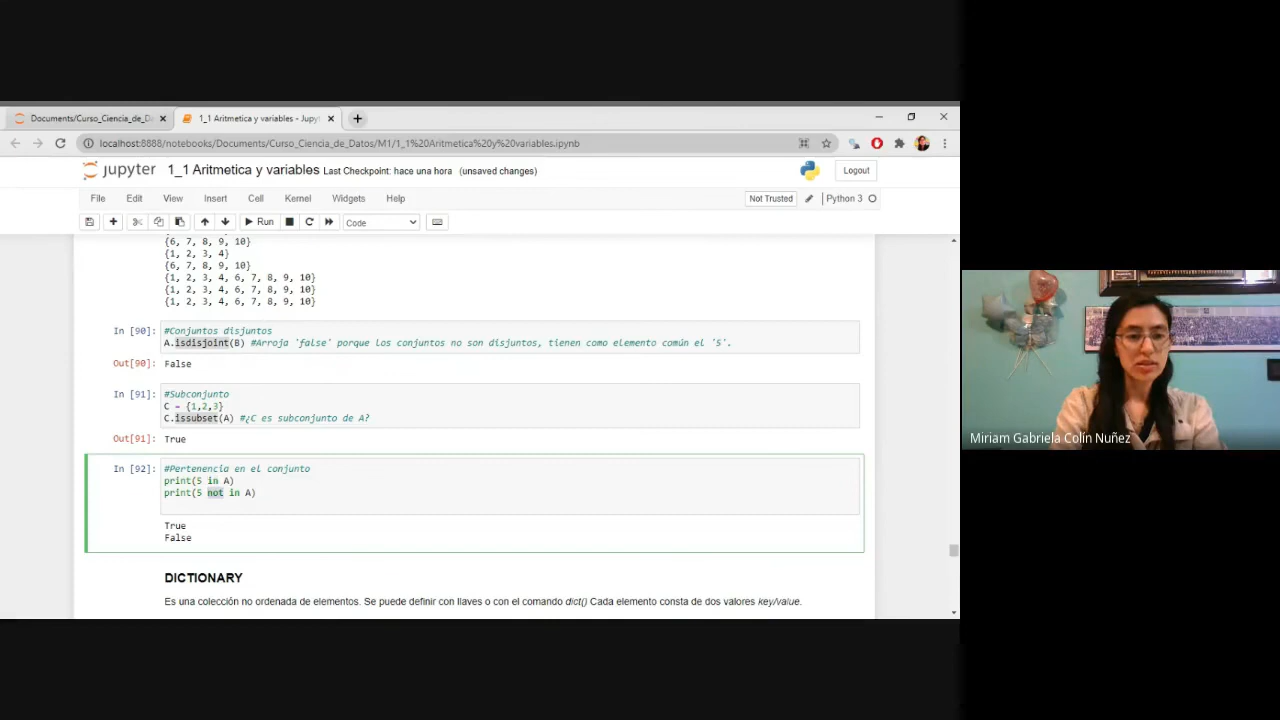 Documents/Curso_Ciencia_de_Da
1_1 Aritmetica y variables - Jupyt
localhost:8888/notebooks/Documents/Curso_Ciencia_de_Datos/M1/1_1%20Aritmetica%20y%20variables.ipynb
jupyter 1_1 Aritmetica y variables Last Checkpoint: hace una hora (unsaved changes)
Logout
File Edit View Insert Cell Kernel Widgets Help
Not Trusted
Python 3
Run
Code
{6, 7, 8, 9, 10}
{1, 2, 3, 4}
{6, 7, 8, 9, 10}
{1, 2, 3, 4, 6, 7, 8, 9, 10}
{1, 2, 3, 4, 6, 7, 8, 9, 10}
{1, 2, 3, 4, 6, 7, 8, 9, 10}
In [90]: #Conjuntos disjuntos
A.isdisjoint(B) #Arroja 'false' porque los conjuntos no son disjuntos, tienen como elemento común el '5'.
Out[90]: False
In [91]: #Subconjunto
C = {1,2,3}
C.issubset(A) #¿C es subconjunto de A?
Out[91]: True
In [92]: #Pertenencia en el conjunto
print(5 in A)
print(5 not in A)
True
False
DICTIONARY
Es una colección no ordenada de elementos. Se puede definir con llaves o con el comando dict() Cada elemento consta de dos valores key/value.
Miriam Gabriela Colín Nuñez